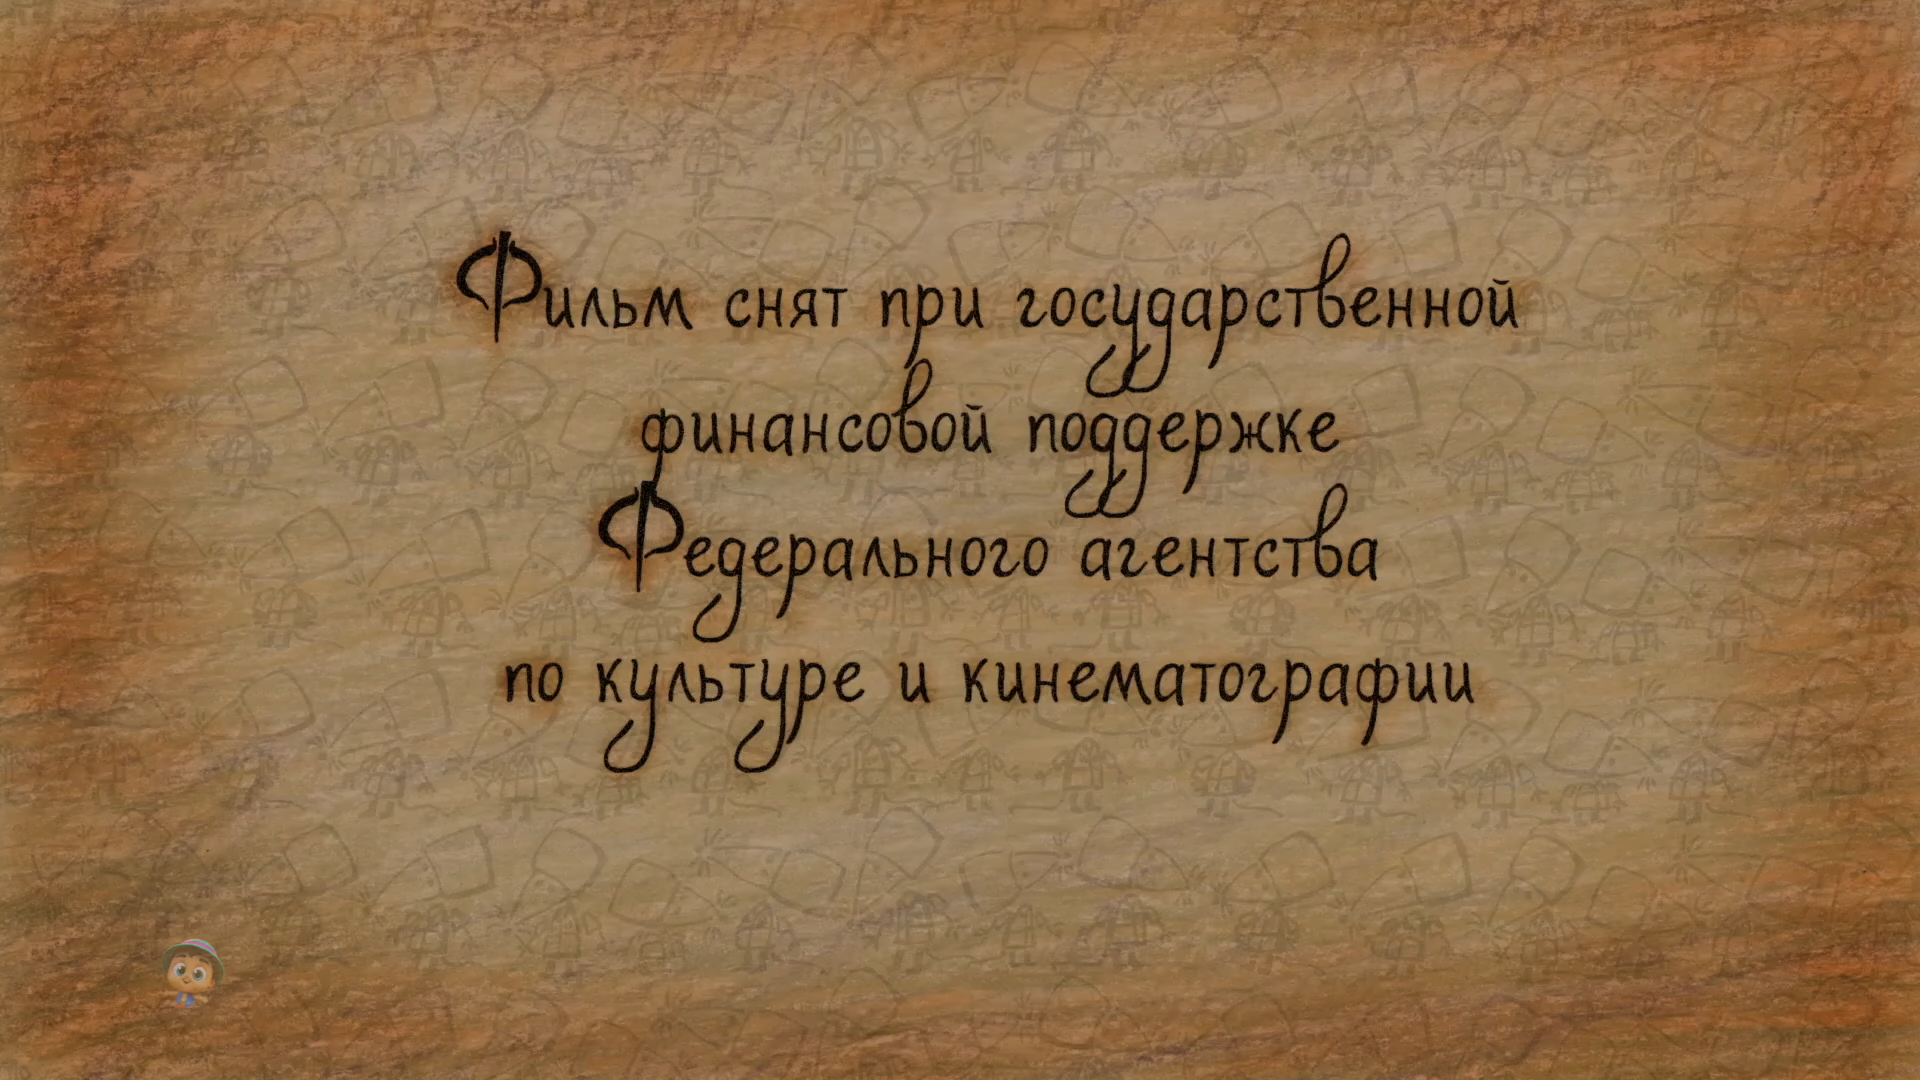 Фильм снят при государственной
финансовой поддержке
Федерального агентства
по культуре и кинематографии